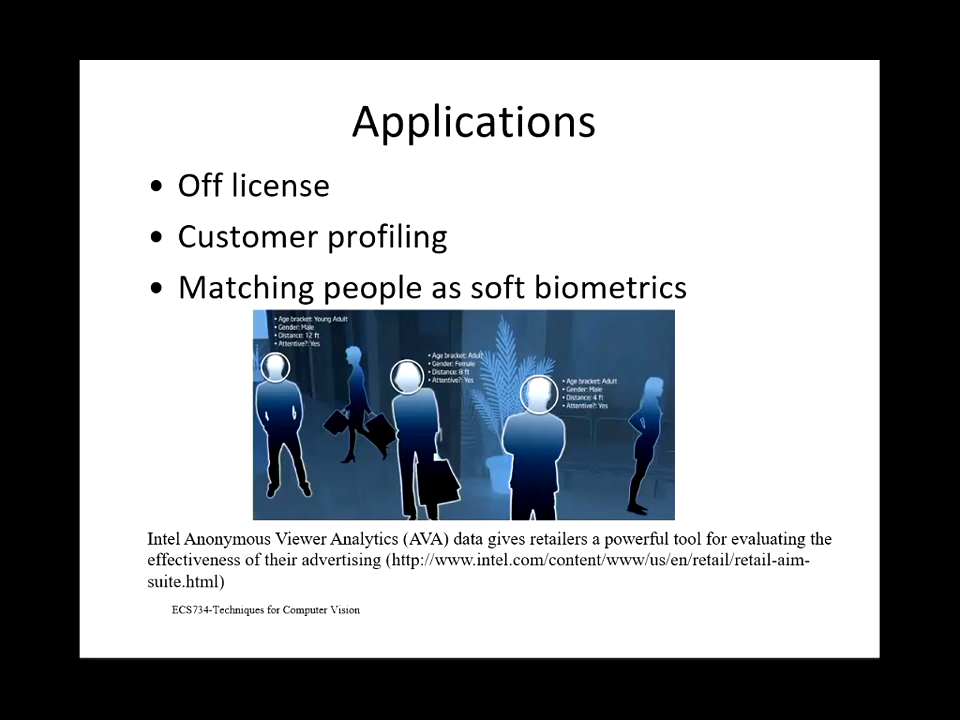 Applications
• Off license
• Customer profiling
• Matching people as soft biometrics
• Age bracket: Young Adult
• Gender: Male
• Distance: 12 ft
• Attentive?: Yes
• Age bracket: Adult
• Gender: Female
• Distance: 8 ft
• Attentive?: Yes
• Age bracket: Adult
• Gender: Male
• Distance: 4 ft
• Attentive?: Yes
Intel Anonymous Viewer Analytics (AVA) data gives retailers a powerful tool for evaluating the
effectiveness of their advertising (http://www.intel.com/content/www/us/en/retail/retail-aim-
suite.html)
ECS734-Techniques for Computer Vision